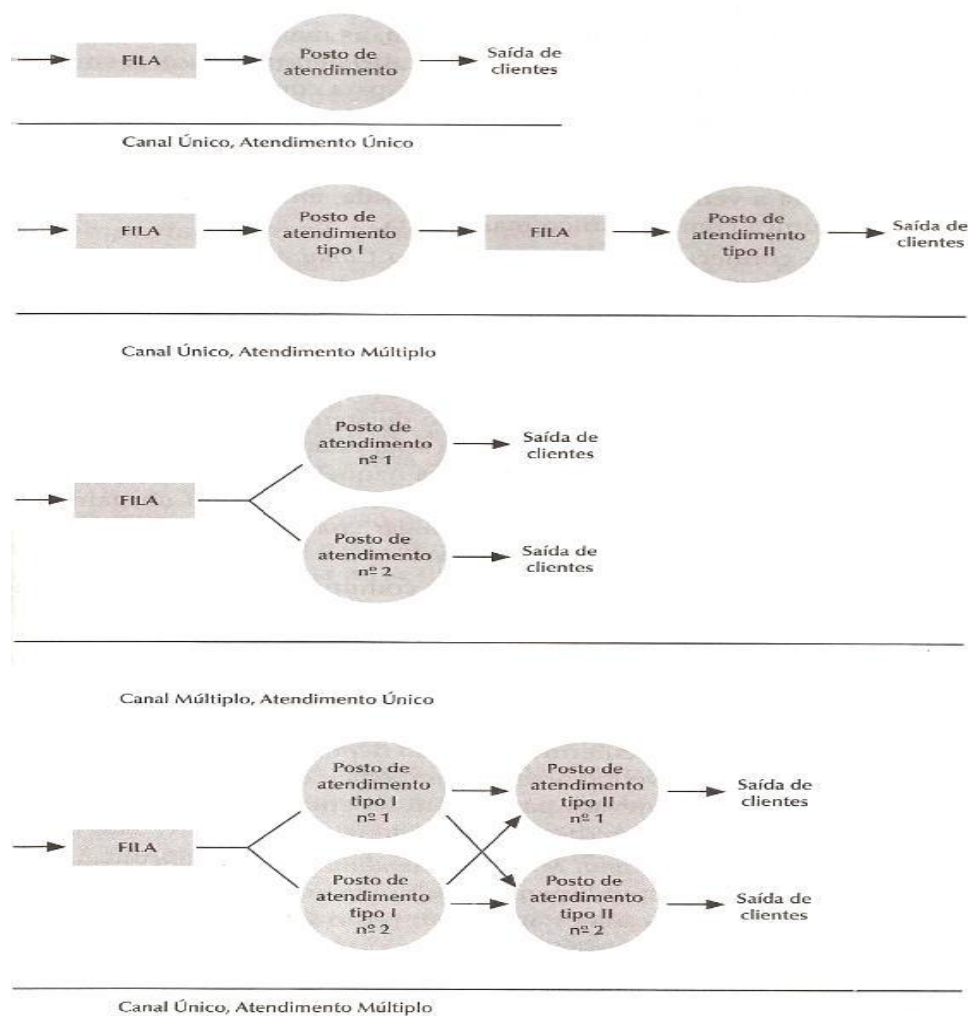 FILA
Posto de
atendimento
Saída de
clientes
Canal Único, Atendimento Único
FILA
Posto de
atendimento
tipo I
FILA
Posto de
atendimento
tipo II
Saída de
clientes
Canal Único, Atendimento Múltiplo
FILA
Posto de
atendimento
nº 1
Saída de
clientes
Posto de
atendimento
nº 2
Saída de
clientes
Canal Múltiplo, Atendimento Único
FILA
Posto de
atendimento
tipo I
nº 1
Posto de
atendimento
tipo II
nº 1
Saída de
clientes
Posto de
atendimento
tipo I
nº 2
Posto de
atendimento
tipo II
nº 2
Saída de
clientes
Canal Único, Atendimento Múltiplo